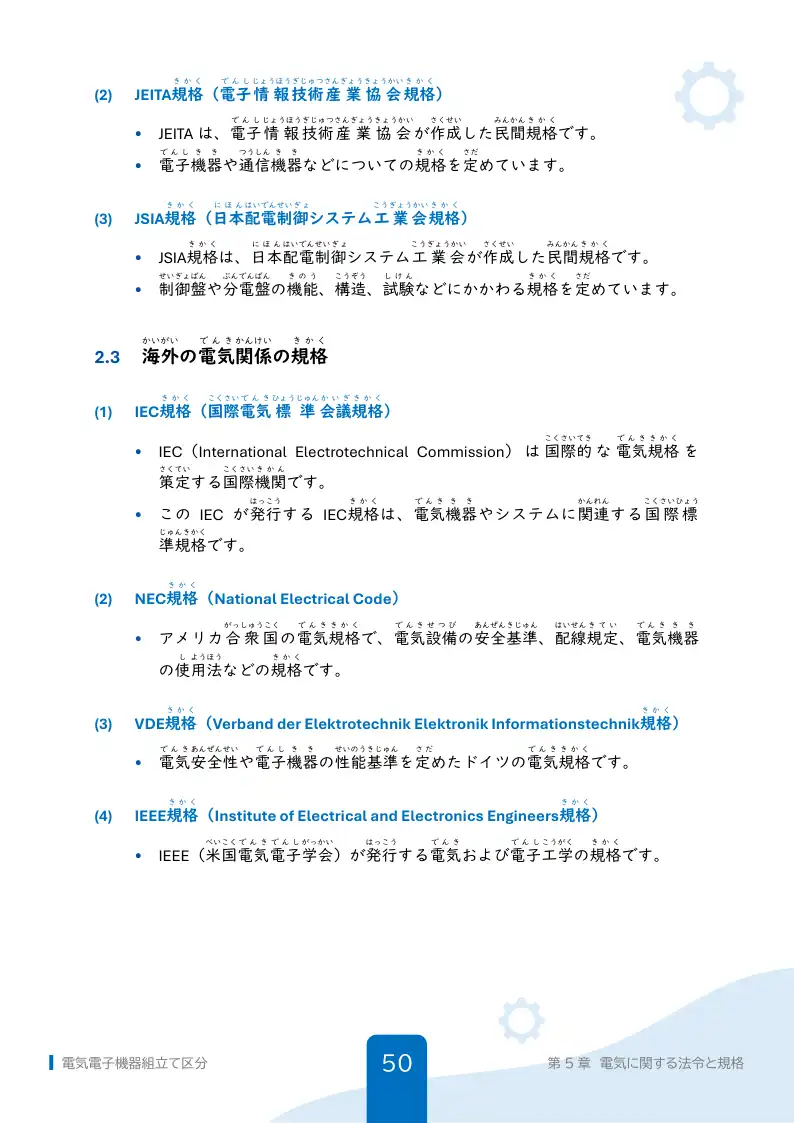 (2) JEITA規格（電子情報技術産業協会規格）
• JEITA は、電子情報技術産業協会が作成した民間規格です。
• 電子機器や通信機器などについての規格を定めています。
(3) JSIA規格（日本配電制御システム工業会規格）
• JSIA規格は、日本配電制御システム工業会が作成した民間規格です。
• 制御盤や分電盤の機能、構造、試験などにかかわる規格を定めています。
2.3 海外の電気関係の規格
(1) IEC規格（国際電気標準会議規格）
• IEC（International Electrotechnical Commission）は国際的な電気規格を
策定する国際機関です。
• この IEC が発行する IEC規格は、電気機器やシステムに関連する国際標
準規格です。
(2) NEC規格（National Electrical Code）
• アメリカ合衆国の電気規格で、電気設備の安全基準、配線規定、電気機器
の使用法などの規格です。
(3) VDE規格（Verband der Elektrotechnik Elektronik Informationstechnik規格）
• 電気安全性や電子機器の性能基準を定めたドイツの電気規格です。
(4) IEEE規格（Institute of Electrical and Electronics Engineers規格）
• IEEE（米国電気電子学会）が発行する電気および電子工学の規格です。
電気電子機器組立て区分
50
第 5 章 電気に関する法令と規格